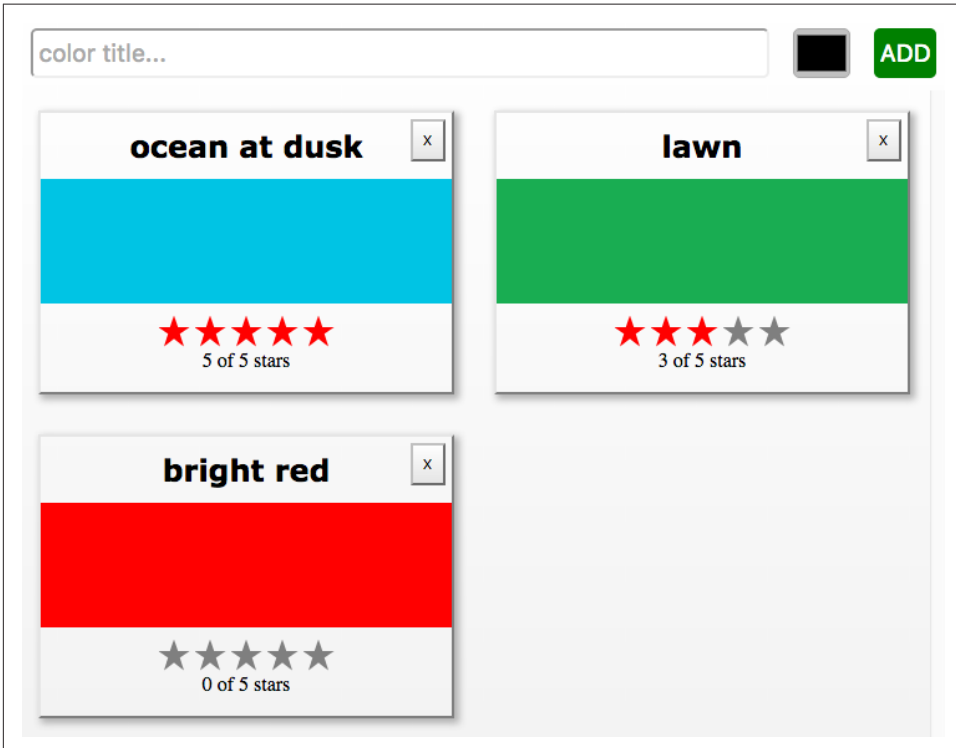 color title...
ADD
ocean at dusk
x
5 of 5 stars
lawn
x
3 of 5 stars
bright red
x
0 of 5 stars